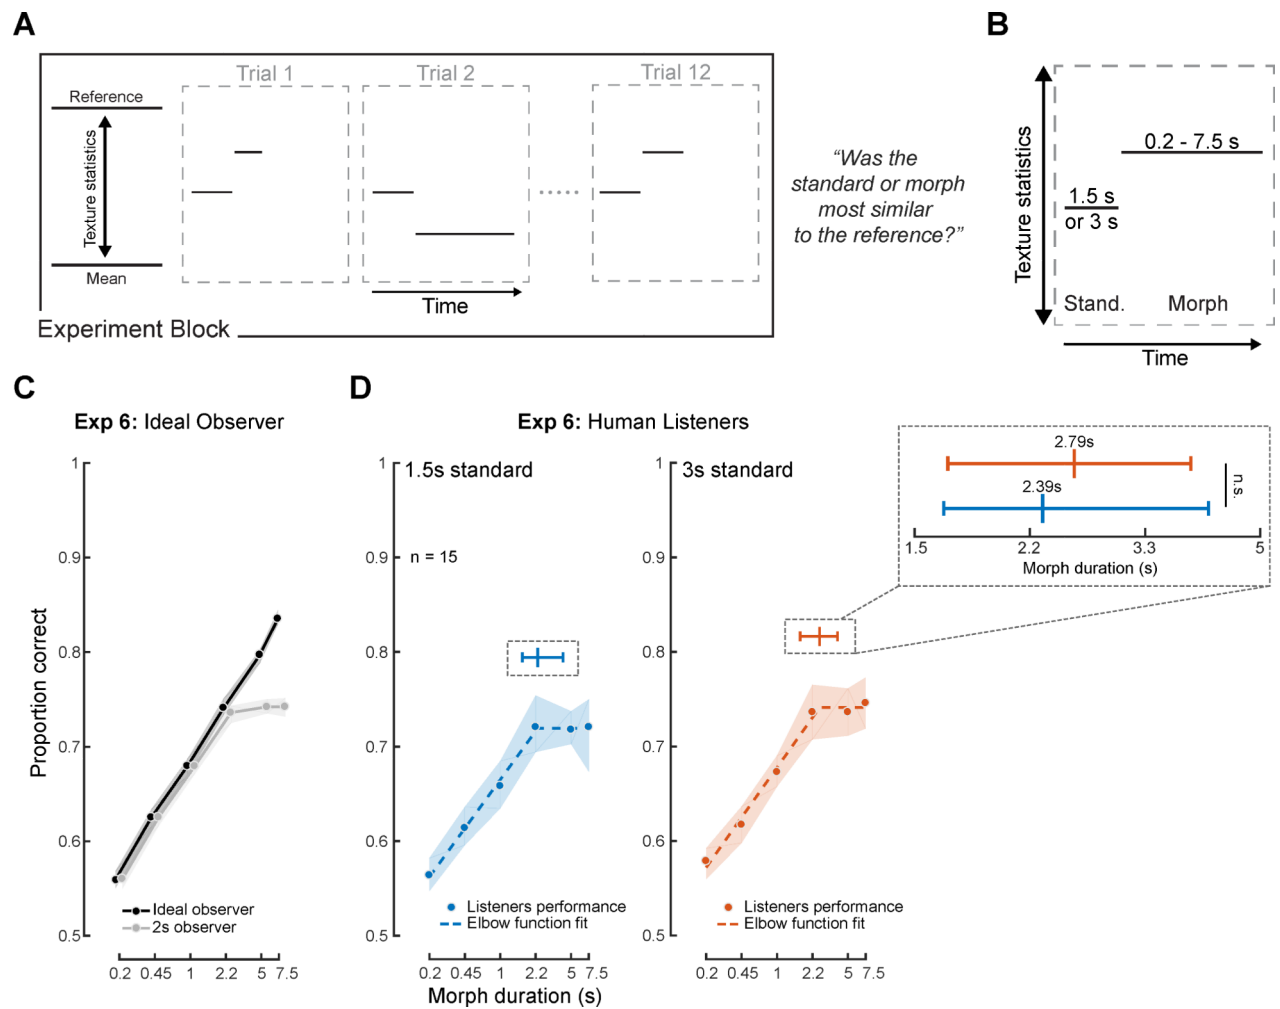 A
Trial 1
Trial 2
Trial 12
Reference
Texture statistics
Mean
Time
Experiment Block
“Was the
standard or morph
most similar
to the reference?”
B
Texture statistics
0.2 - 7.5 s
1.5 s
or 3 s
Stand.
Morph
Time
C
Exp 6: Ideal Observer
Proportion correct
1
0.9
0.8
0.7
0.6
0.5
Ideal observer
2s observer
0.2 0.45 1 2.2 5 7.5
D
Exp 6: Human Listeners
1.5s standard
n = 15
1
0.9
0.8
0.7
0.6
0.5
Listeners performance
Elbow function fit
0.2 0.45 1 2.2 5 7.5
Morph duration (s)
3s standard
1
0.9
0.8
0.7
0.6
0.5
Listeners performance
Elbow function fit
0.2 0.45 1 2.2 5 7.5
2.79s
2.39s
n.s.
1.5 2.2 3.3 5
Morph duration (s)